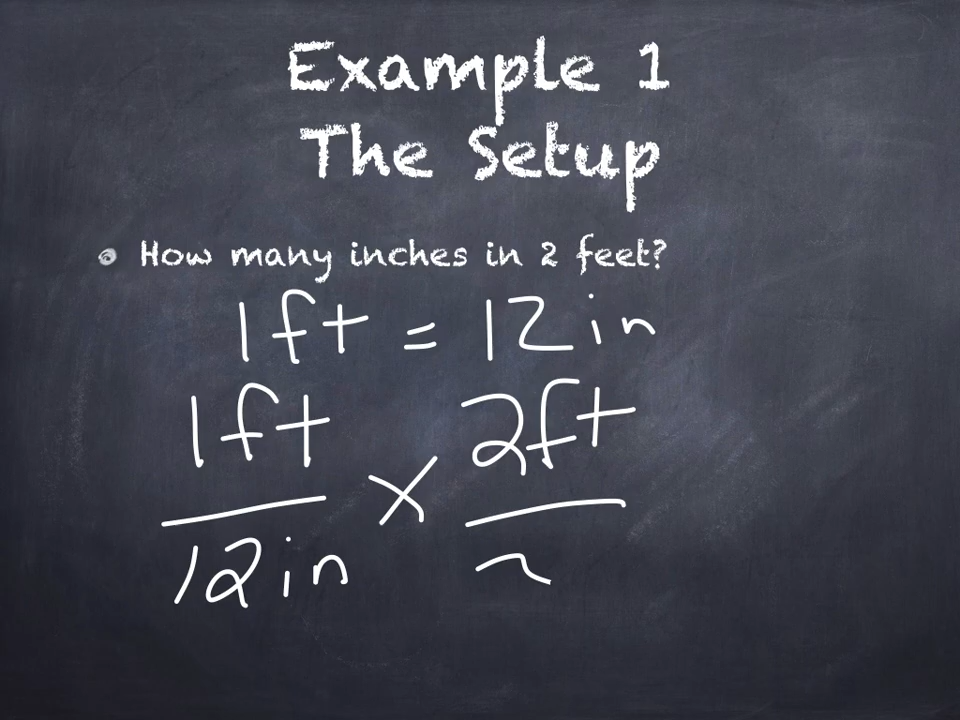 Example 1
The Setup
How many inches in 2 feet?
1ft = 12in
1ft × 2ft
12in ~